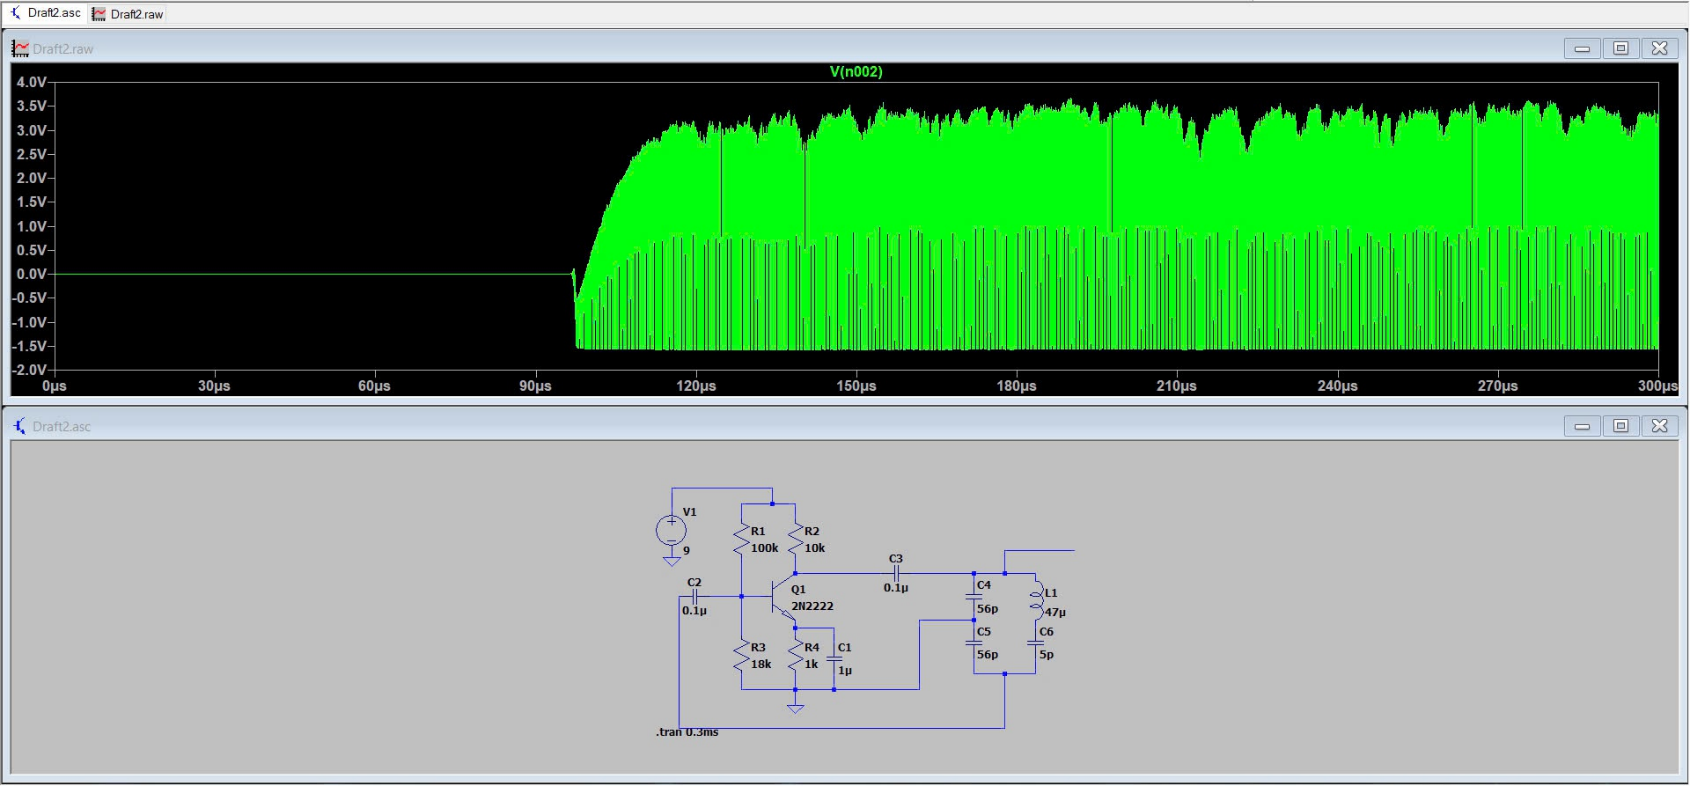 Draft2.asc Draft2.raw
Draft2.raw
V(n002)
4.0V
3.5V
3.0V
2.5V
2.0V
1.5V
1.0V
0.5V
0.0V
-0.5V
-1.0V
-1.5V
-2.0V
0µs 30µs 60µs 90µs 120µs 150µs 180µs 210µs 240µs 270µs 300µs
Draft2.asc
V1
9
R1
100k
R2
10k
C3
0.1µ
C2
0.1µ
Q1
2N2222
C4
56p
L1
47µ
C5
56p
C6
5p
R3
18k
R4
1k
C1
1µ
.tran 0.3ms